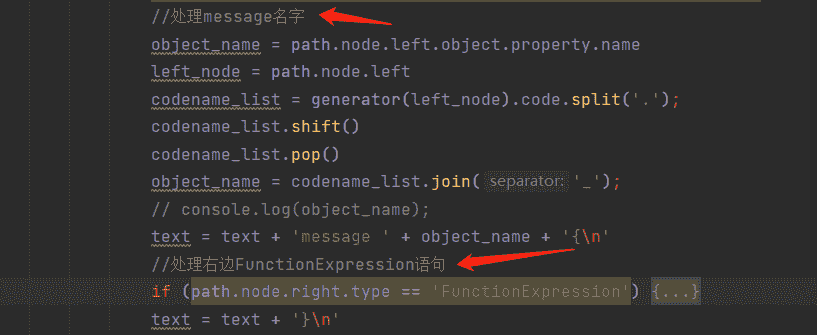 //处理message名字
object_name = path.node.left.object.property.name
left_node = path.node.left
codename_list = generator(left_node).code.split('.');
codename_list.shift()
codename_list.pop()
object_name = codename_list.join( separator: '_');
// console.log(object_name);
text = text + 'message ' + object_name + '{\n'
//处理右边FunctionExpression语句
if (path.node.right.type == 'FunctionExpression') {...}
text = text + '}\n'